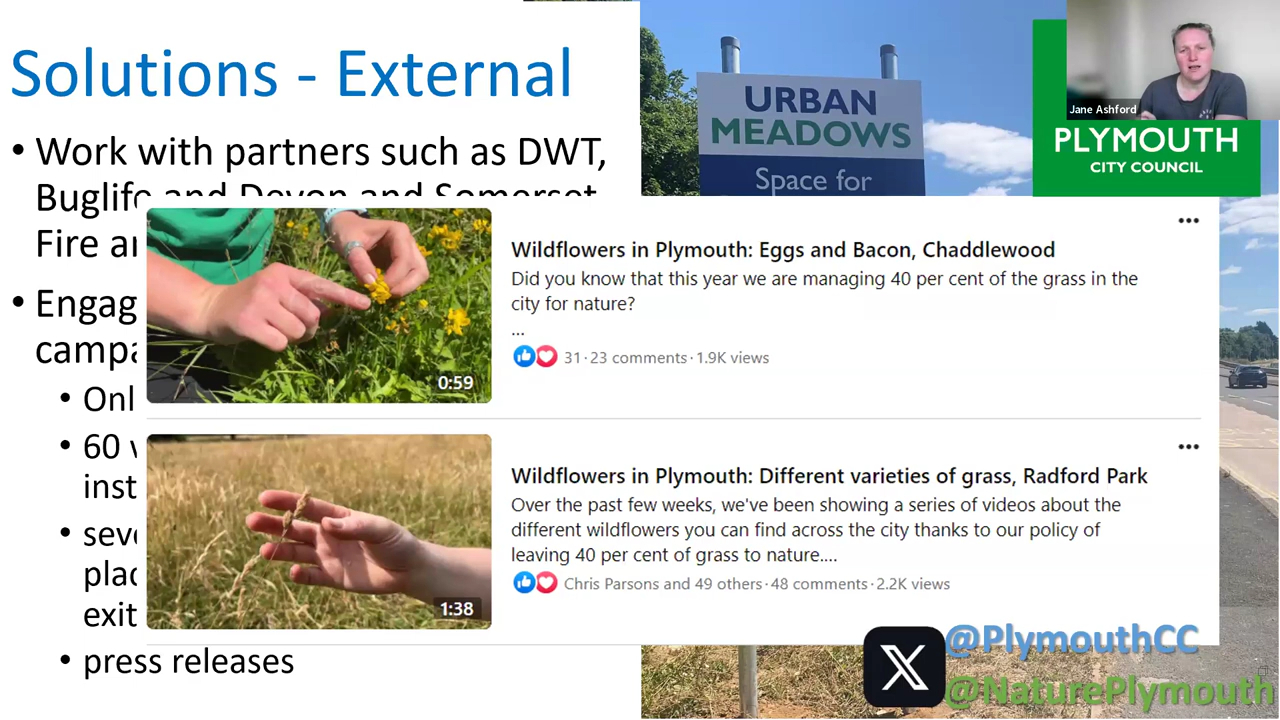 Solutions - External
• Work with partners such as DWT,
Buglife and Devon and Somerset
Fire
• Engag
campa
• Onl
• 60
inst
• seve
plac
exit
• press releases
URBAN
MEADOWS
Space for
Jane Ashford
PLYMOUTH
CITY COUNCIL
0:59
Wildflowers in Plymouth: Eggs and Bacon, Chaddlewood
Did you know that this year we are managing 40 per cent of the grass in the
city for nature?
...
31 · 23 comments · 1.9K views
1:38
Wildflowers in Plymouth: Different varieties of grass, Radford Park
Over the past few weeks, we've been showing a series of videos about the
different wildflowers you can find across the city thanks to our policy of
leaving 40 per cent of grass to nature....
Chris Parsons and 49 others · 48 comments · 2.2K views
@PlymouthCC
@NaturePlymouth